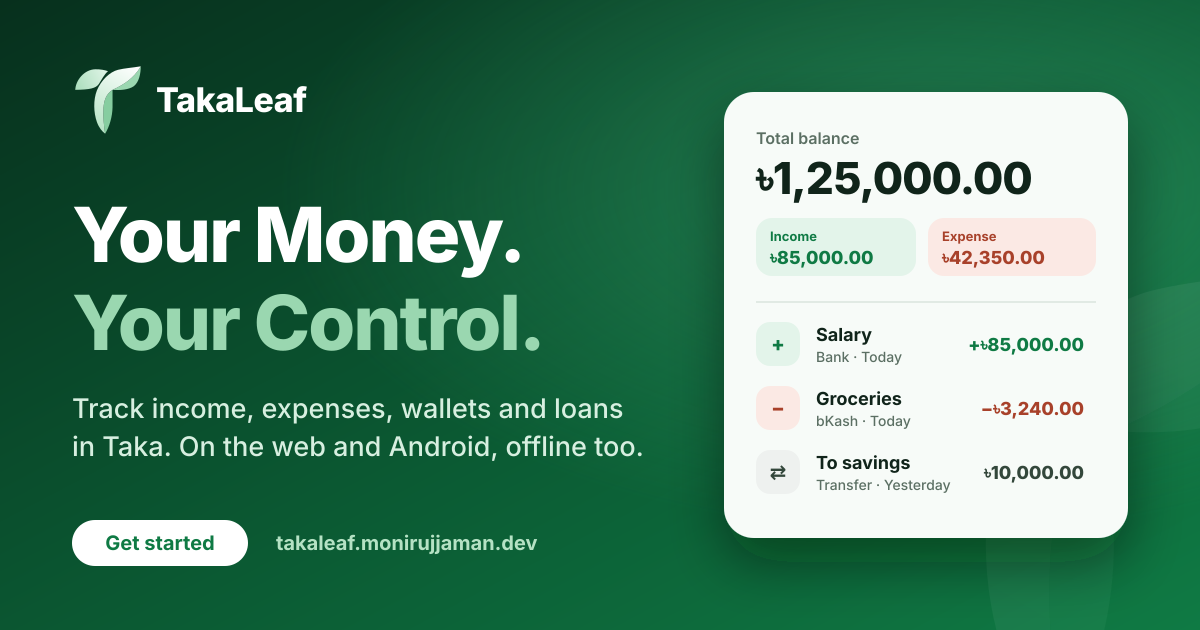 TakaLeaf
Your Money.
Your Control.
Track income, expenses, wallets and loans
in Taka. On the web and Android, offline too.
Get started
takaleaf.monirujjaman.dev
Total balance
৳1,25,000.00
Income
৳85,000.00
Expense
৳42,350.00
+
Salary
Bank · Today
+৳85,000.00
−
Groceries
bKash · Today
−৳3,240.00
⇄
To savings
Transfer · Yesterday
৳10,000.00